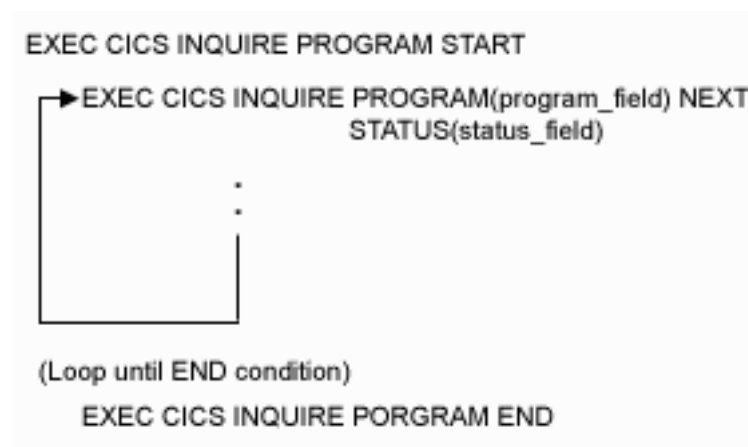 EXEC CICS INQUIRE PROGRAM START
EXEC CICS INQUIRE PROGRAM(program_field) NEXT
STATUS(status_field)
.
.
(Loop until END condition)
EXEC CICS INQUIRE PORGRAM END